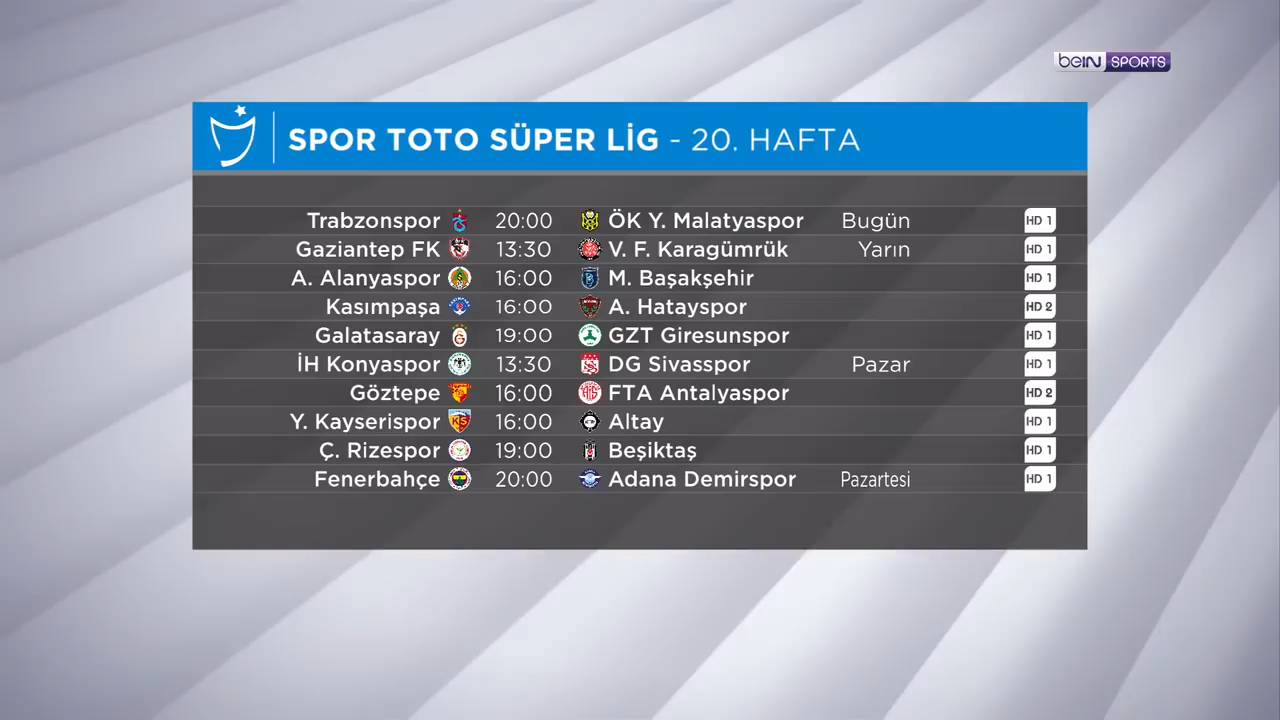 beIN SPORTS
SPOR TOTO SÜPER LİG - 20. HAFTA
Trabzonspor 20:00 ÖK Y. Malatyaspor Bugün HD 1
Gaziantep FK 13:30 V. F. Karagümrük Yarın HD 1
A. Alanyaspor 16:00 M. Başakşehir HD 1
Kasımpaşa 16:00 A. Hatayspor HD 2
Galatasaray 19:00 GZT Giresunspor HD 1
İH Konyaspor 13:30 DG Sivasspor Pazar HD 1
Göztepe 16:00 FTA Antalyaspor HD 2
Y. Kayserispor 16:00 Altay HD 1
Ç. Rizespor 19:00 Beşiktaş HD 1
Fenerbahçe 20:00 Adana Demirspor Pazartesi HD 1